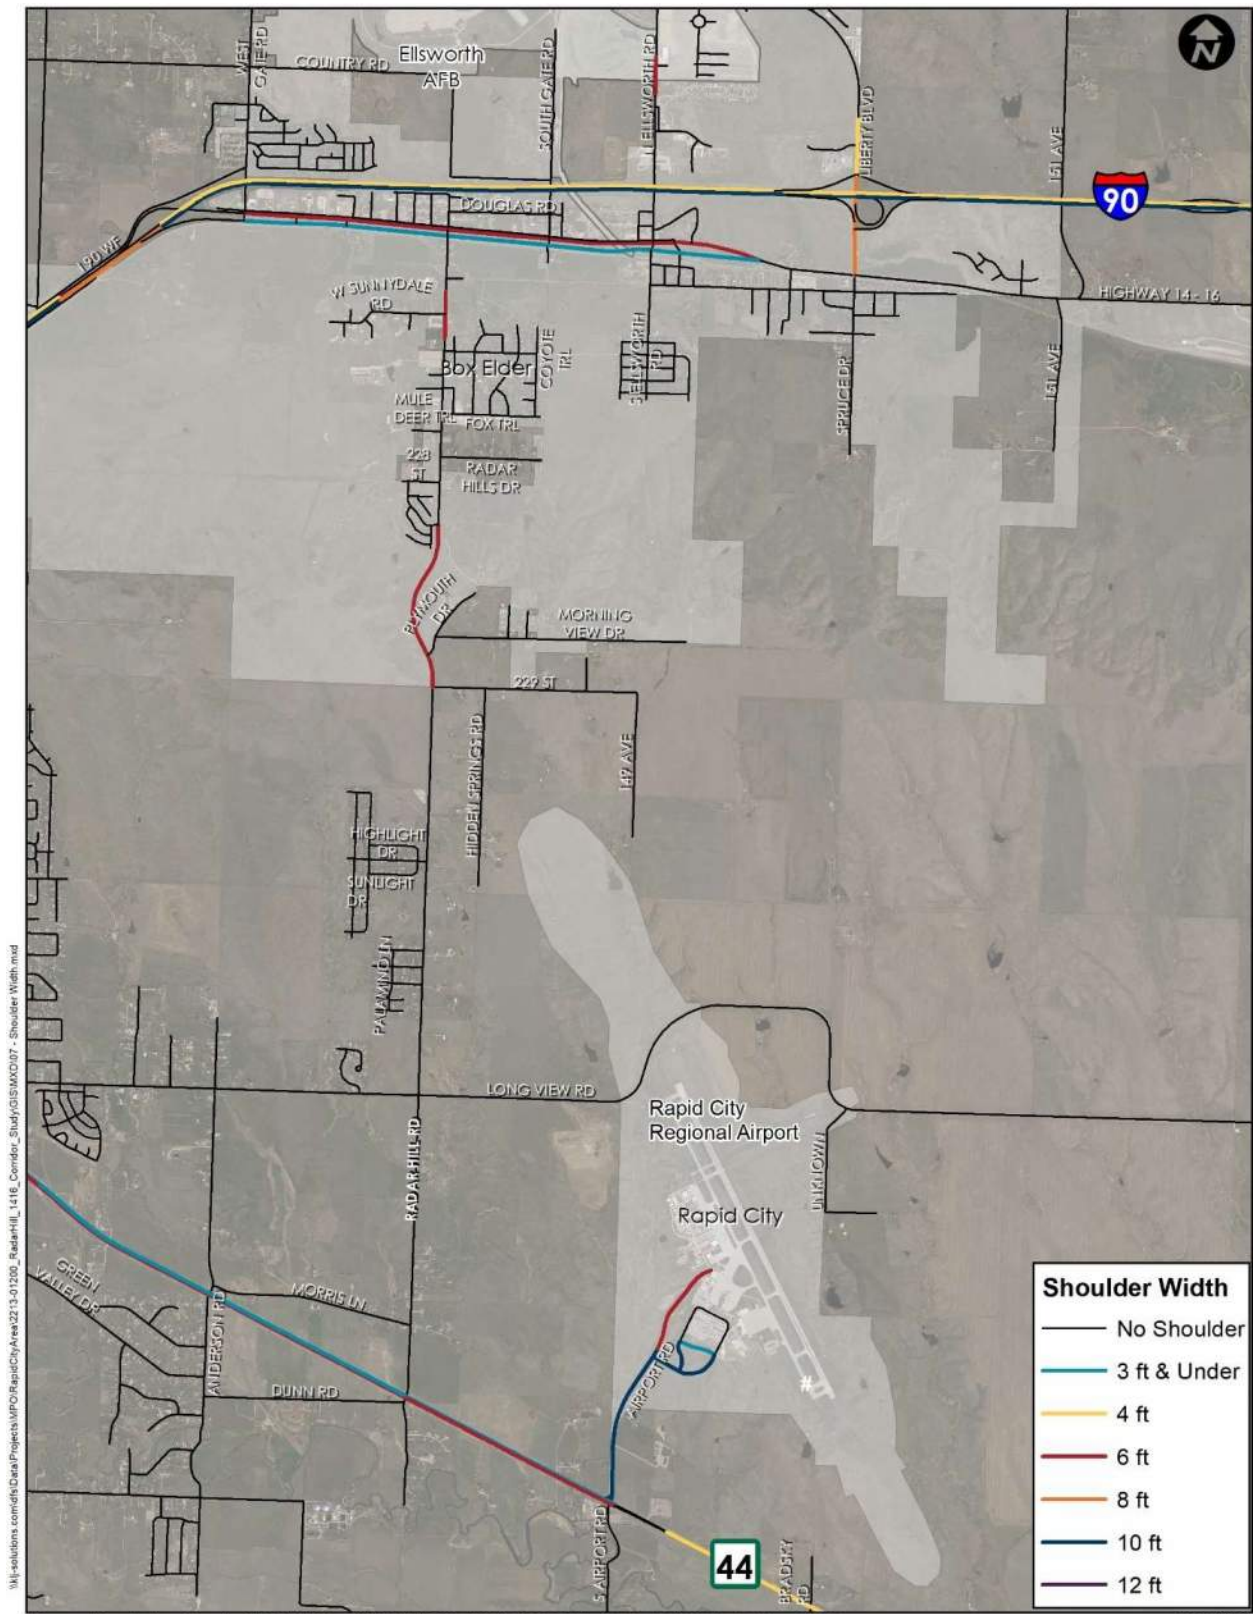 N
Ellsworth
AFB
WEST
GATE RD
COUNTRY RD
SOUTH GATE RD
N ELLSWORTH RD
LIBERTY BLVD
151 AVE
90
DOUGLAS RD
I90 WF
W SUNNYDALE
RD
HIGHWAY 14 - 16
Box Elder
COYOTE
TRL
S ELLSWORTH
RD
SPRUCE DR
151 AVE
MULE
DEER TRL
FOX TRL
228
ST
RADAR
HILLS DR
PLYMOUTH
DR
MORNING
VIEW DR
229 ST
HIDDEN SPRINGS RD
149 AVE
HIGHLIGHT
DR
SUNLIGHT
DR
PALAMINO LN
LONG VIEW RD
RADAR HILL RD
Rapid City
Regional Airport
UNKNOWN
Rapid City
GREEN
VALLEY DR
MORRIS LN
ANDERSON RD
DUNN RD
AIRPORT RD
#
S AIRPORT RD
44
BRADSKY
RD
Shoulder Width
No Shoulder
3 ft & Under
4 ft
6 ft
8 ft
10 ft
12 ft